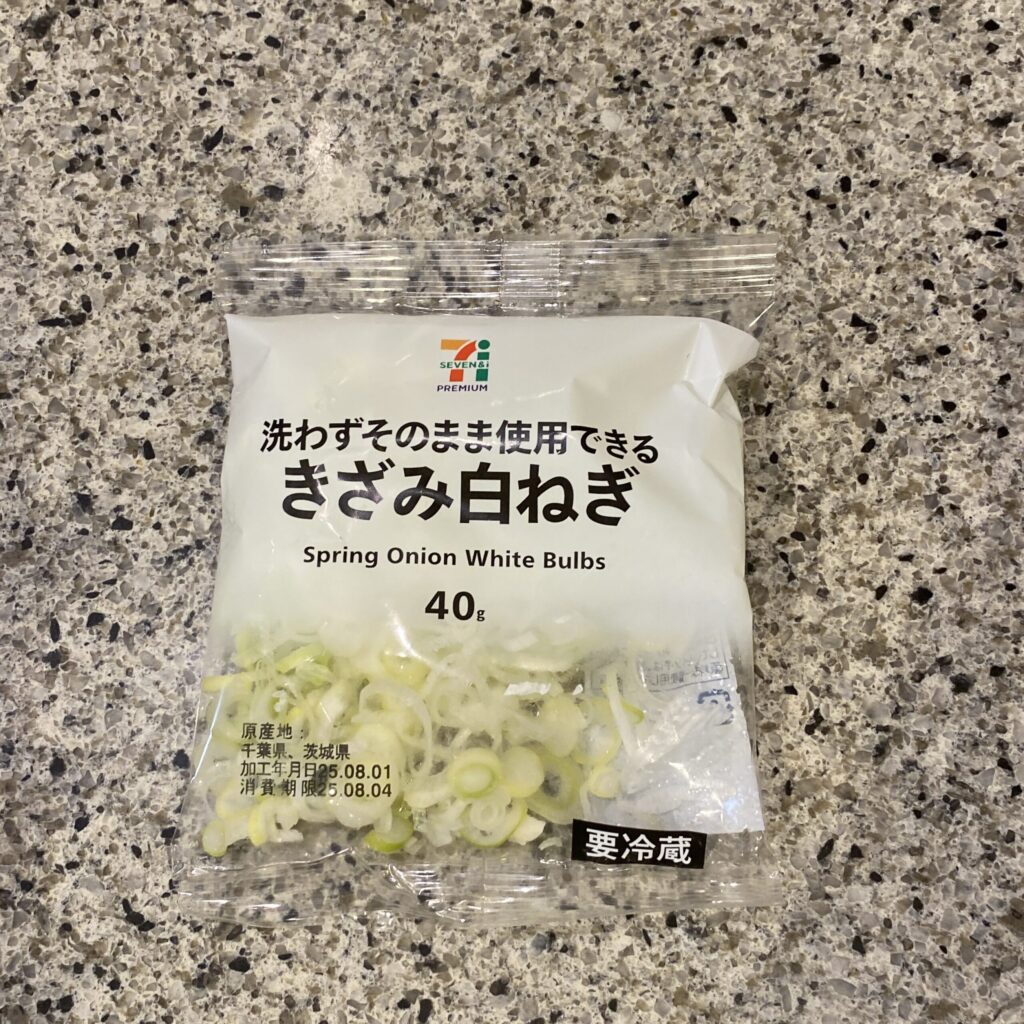 SEVEN&i
PREMIUM
洗わずそのまま使用できる
きざみ白ねぎ
Spring Onion White Bulbs
40g
原産地:
千葉県、茨城県
加工年月日25.08.01
消費期限25.08.04
要冷蔵